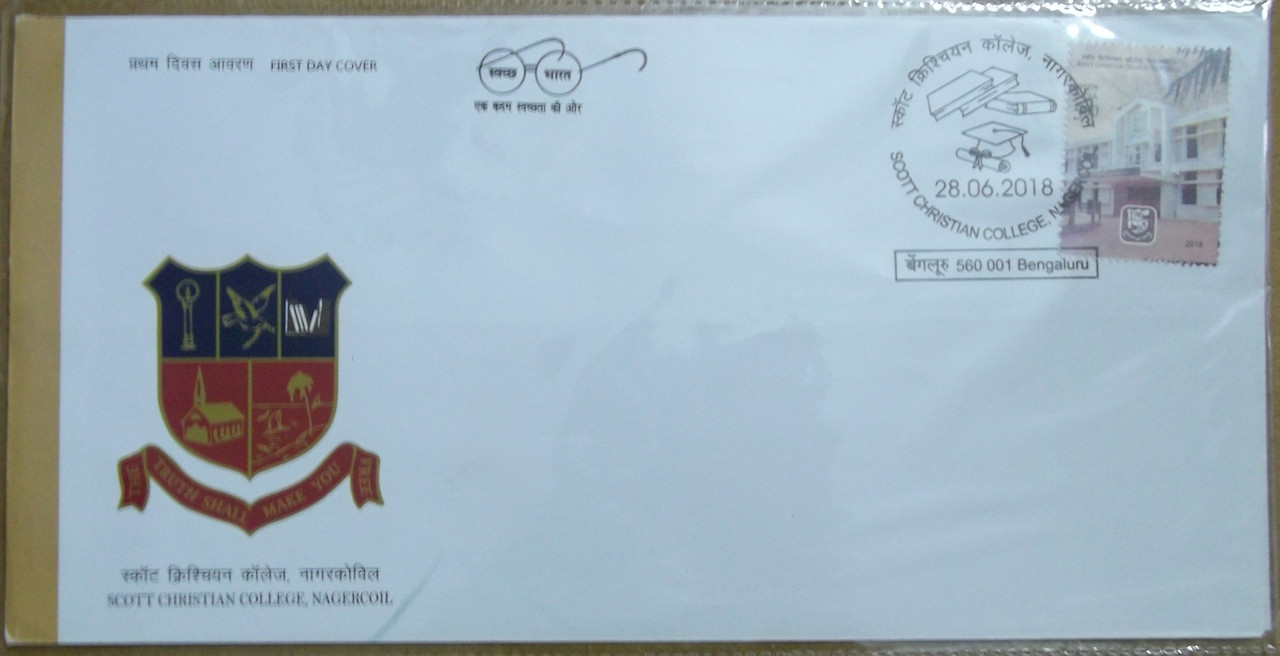 प्रथम दिवस आवरण FIRST DAY COVER
स्वच्छ भारत
एक कदम स्वच्छता की ओर
स्कॉट क्रिश्चियन कॉलेज, नागरकोविल
28.06.2018
SCOTT CHRISTIAN COLLEGE, NAGERCOIL
बेंगलूरु 560 001 Bengaluru
2018
THE TRUTH SHALL MAKE YOU FREE
स्कॉट क्रिश्चियन कॉलेज, नागरकोविल
SCOTT CHRISTIAN COLLEGE, NAGERCOIL